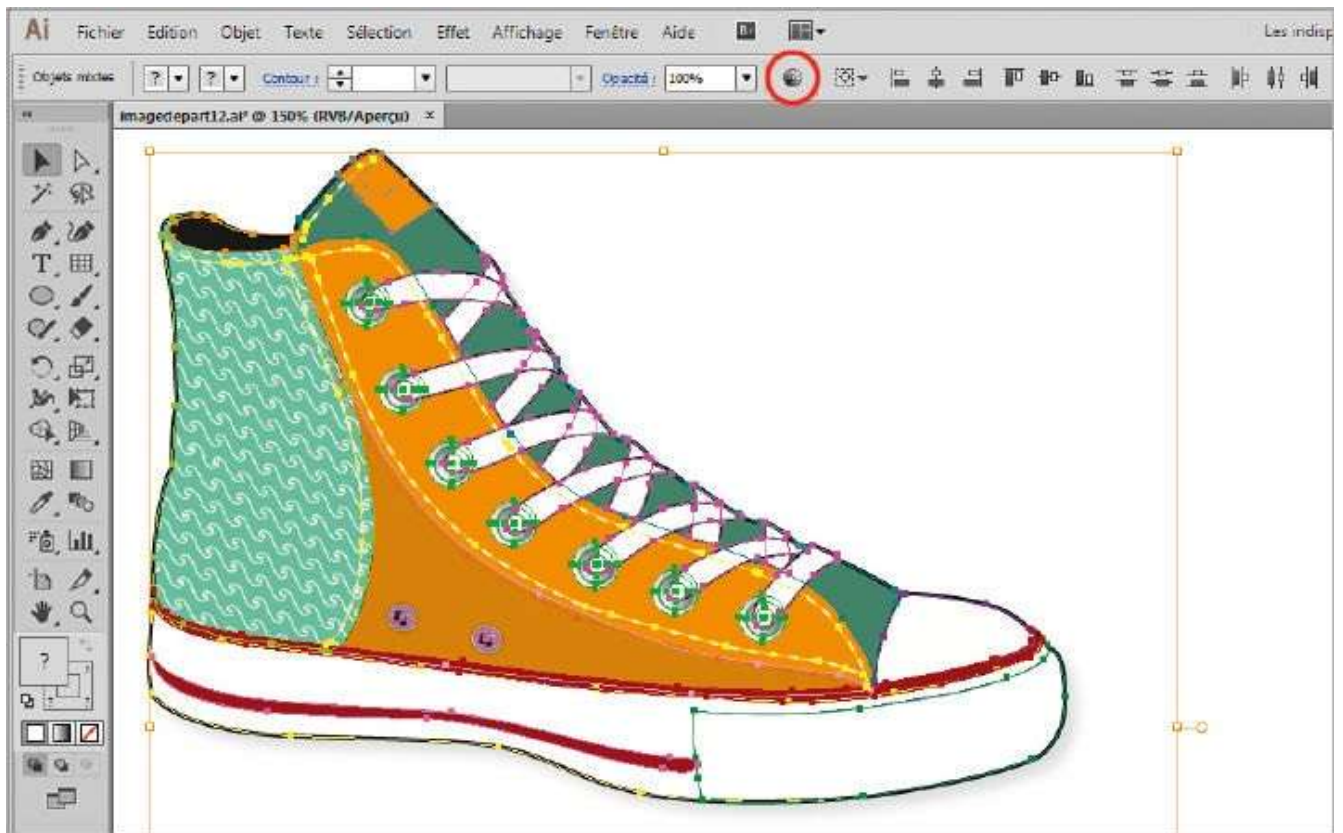 Ai Fichier Edition Objet Texte Sélection Effet Affichage Fenêtre Aide Br Les indisp
Objets mixtes ? ? Contour : Opacité : 100%
imagedepart12.ai* @ 150% (RVB/Aperçu) ×
T
?
?